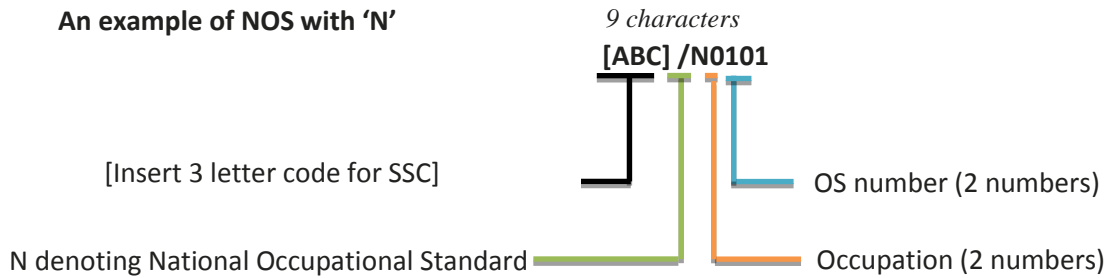 An example of NOS with ‘N’
9 characters
[ABC] /N0101
[Insert 3 letter code for SSC]
OS number (2 numbers)
N denoting National Occupational Standard
Occupation (2 numbers)